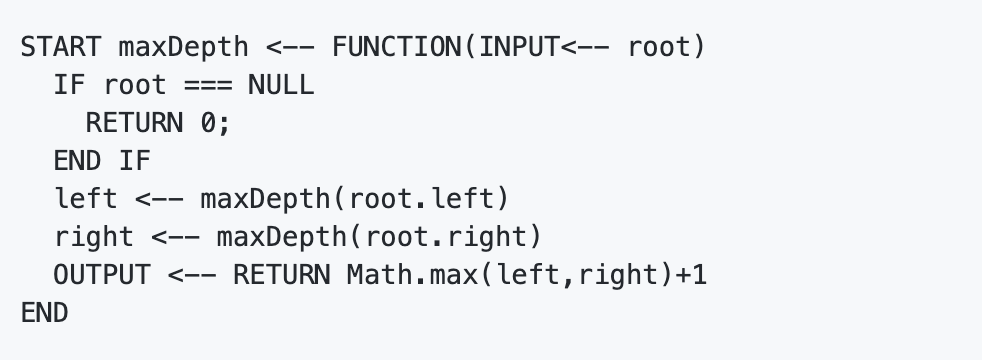 START maxDepth <-- FUNCTION(INPUT<-- root)
  IF root === NULL
    RETURN 0;
  END IF
  left <-- maxDepth(root.left)
  right <-- maxDepth(root.right)
  OUTPUT <-- RETURN Math.max(left,right)+1
END